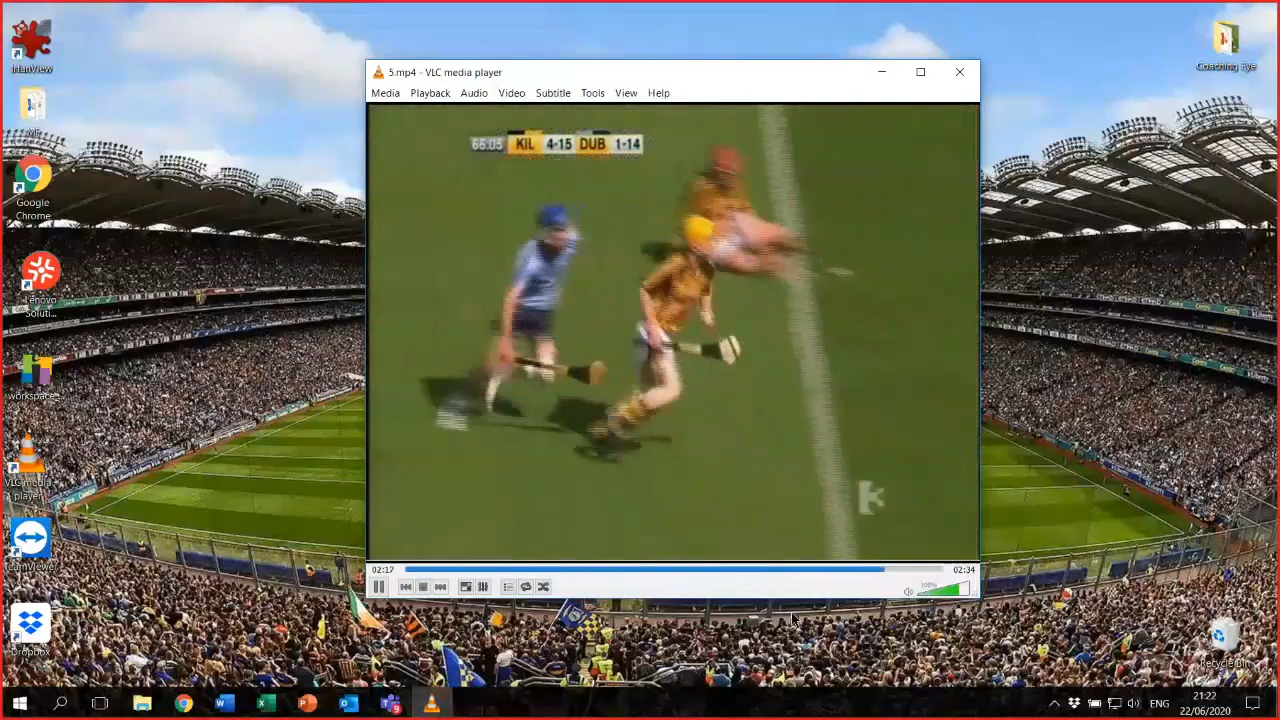 IrfanView
Coaching Eye
5.mp4 - VLC media player
Media Playback Audio Video Subtitle Tools View Help
66:05 KIL 4-15 DUB 1-14
Google
Chrome
Lenovo
Soluti...
workspace...
VLC media
player
TeamViewer
3
02:17
02:34
100%
Dropbox
Recycle Bin
ENG
21:22
22/06/2020